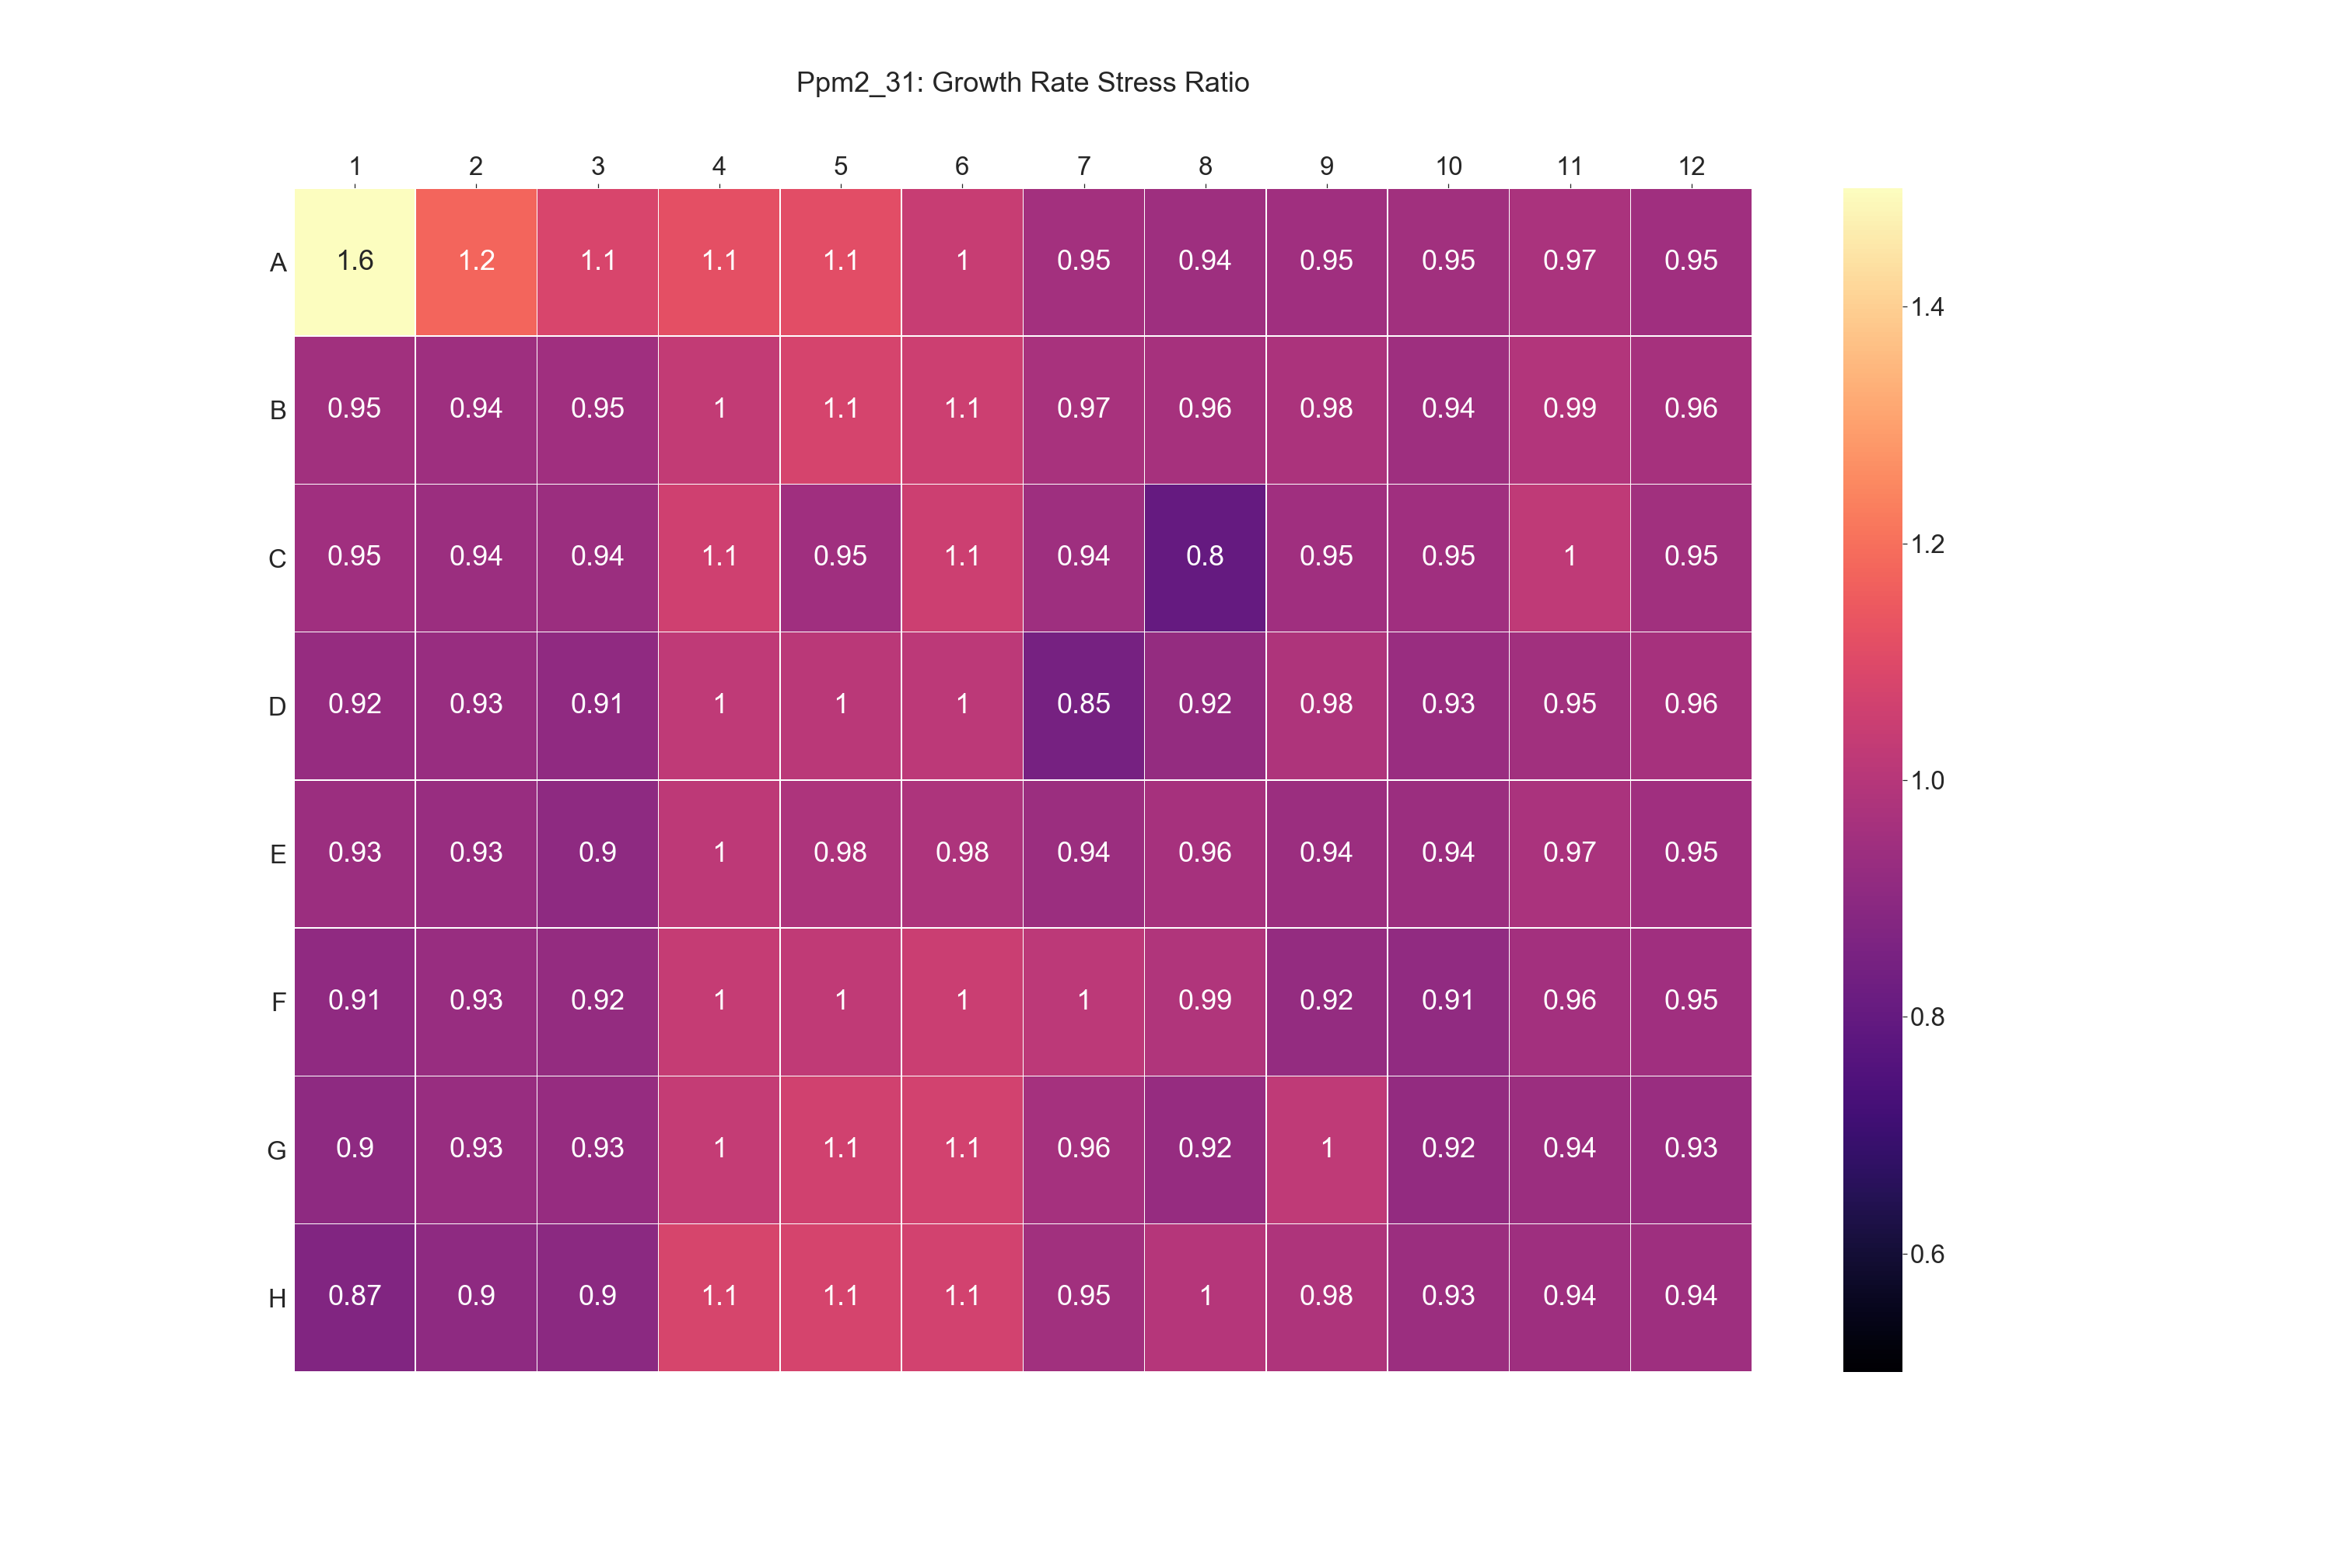 Ppm2_31: Growth Rate Stress Ratio
1 2 3 4 5 6 7 8 9 10 11 12
A 1.6 1.2 1.1 1.1 1.1 1 0.95 0.94 0.95 0.95 0.97 0.95
1.4
B 0.95 0.94 0.95 1 1.1 1.1 0.97 0.96 0.98 0.94 0.99 0.96
C 0.95 0.94 0.94 1.1 0.95 1.1 0.94 0.8 0.95 0.95 1 0.95
1.2
D 0.92 0.93 0.91 1 1 1 0.85 0.92 0.98 0.93 0.95 0.96
1.0
E 0.93 0.93 0.9 1 0.98 0.98 0.94 0.96 0.94 0.94 0.97 0.95
F 0.91 0.93 0.92 1 1 1 1 0.99 0.92 0.91 0.96 0.95
0.8
G 0.9 0.93 0.93 1 1.1 1.1 0.96 0.92 1 0.92 0.94 0.93
0.6
H 0.87 0.9 0.9 1.1 1.1 1.1 0.95 1 0.98 0.93 0.94 0.94